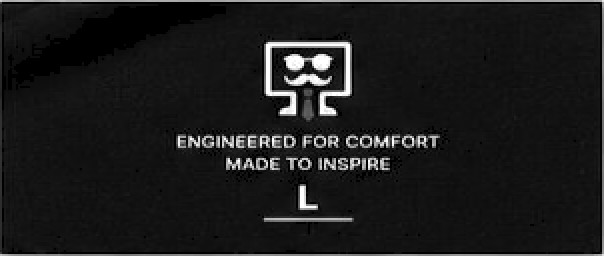 ENGINEERED FOR COMFORT
MADE TO INSPIRE
L